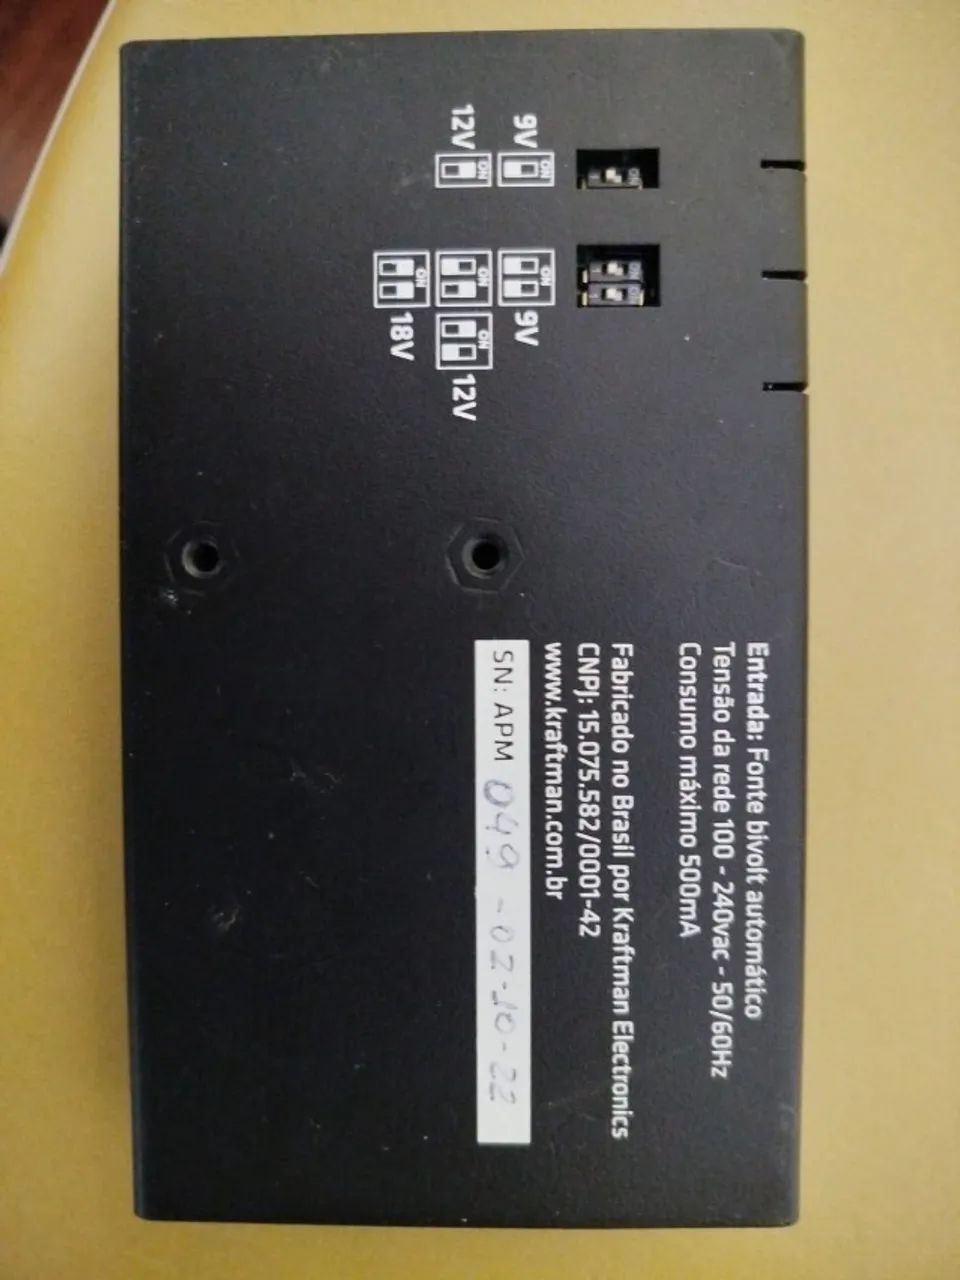 9V
12V
ON
ON
ON
ON
ON
ON
9V
12V
18V
Entrada: Fonte bivolt automático
Tensão da rede 100 - 240vac - 50/60Hz
Consumo máximo 500mA
Fabricado no Brasil por Kraftman Electronics
CNPJ: 15.075.582/0001-42
www.kraftman.com.br
SN: APM 049 - 02-10-22